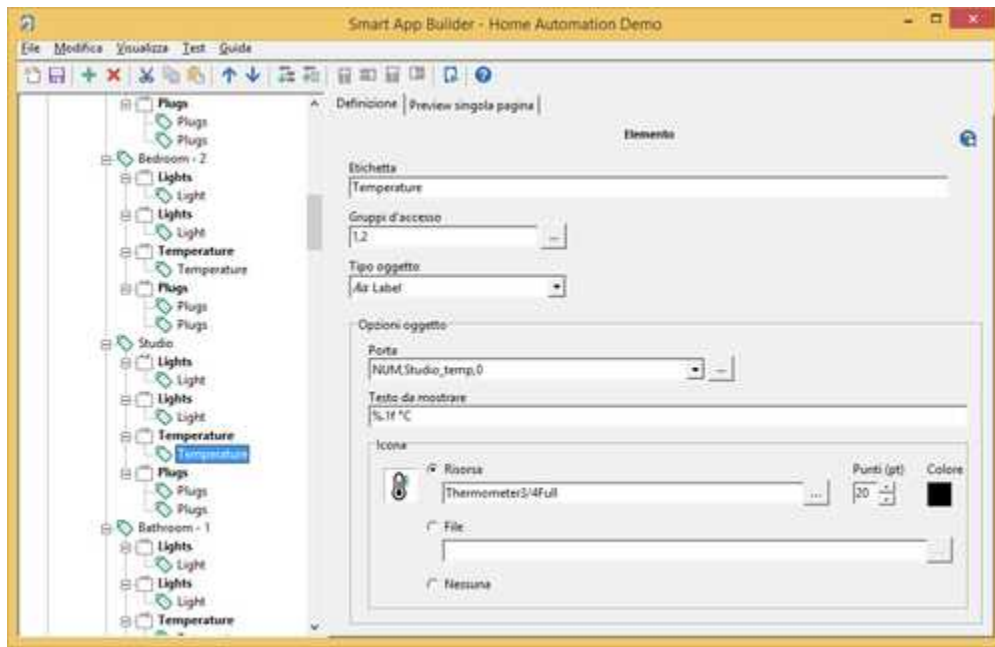 Smart App Builder - Home Automation Demo
File Modifica Visualizza Test Guida
Plugs
Plugs
Plugs
Bedroom - 2
Lights
Light
Lights
Light
Temperature
Temperature
Plugs
Plugs
Plugs
Studio
Lights
Light
Lights
Light
Temperature
Temperature
Plugs
Plugs
Plugs
Bathroom - 1
Lights
Light
Lights
Light
Temperature
Definizione Preview singola pagina
Elemento
Etichetta
Temperature
Gruppi d'accesso
1,2
...
Tipo oggetto
Aa Label
Opzioni oggetto
Porta
NUM,Studio_temp,0
...
Testo da mostrare
%.1f °C
Icona
Risorsa
Punti (pt) Colore
Thermometer3/4Full
...
20
File
...
Nessuna